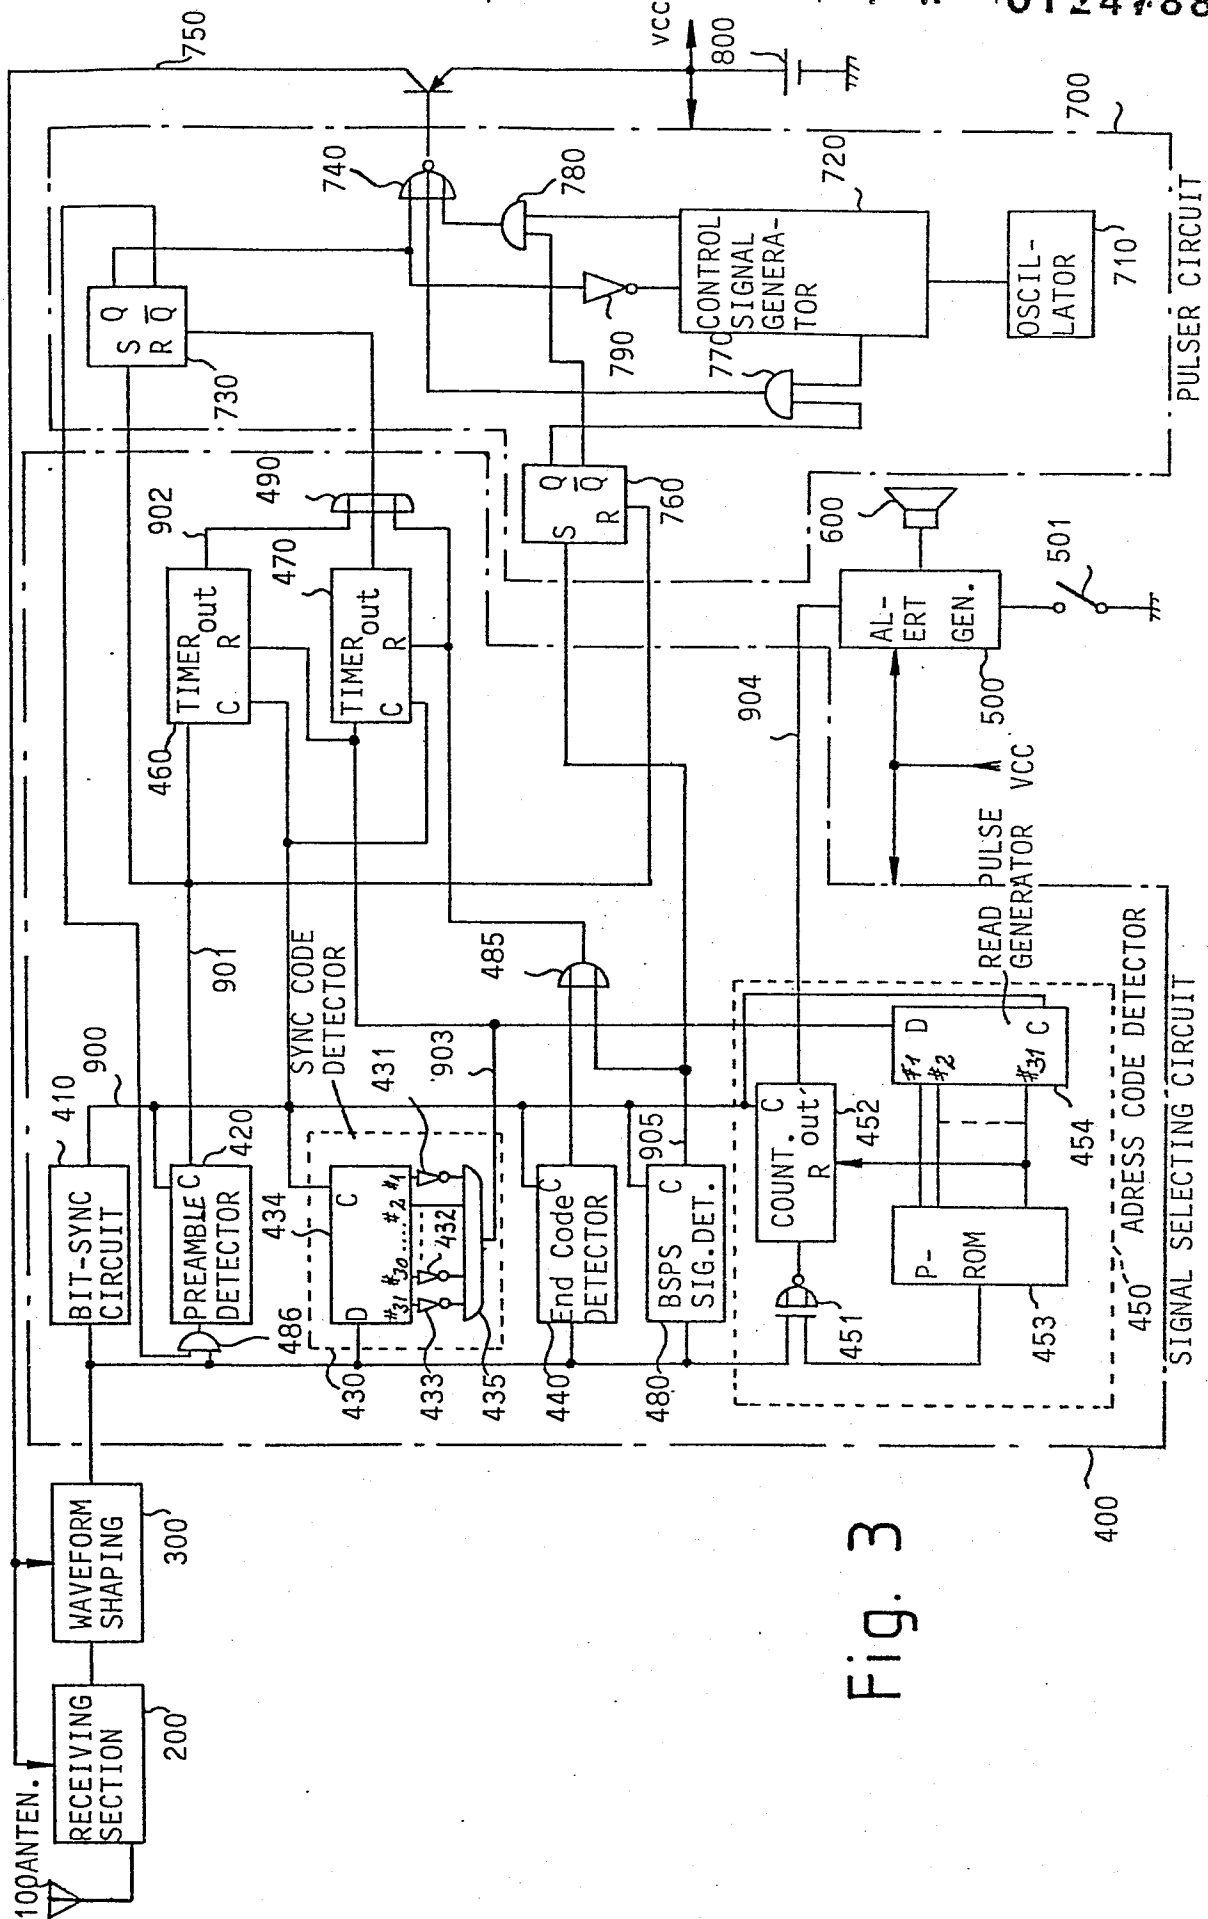 100 ANTEN.
RECEIVING
SECTION
200
WAVEFORM
SHAPING
300
400
BIT-SYNC
CIRCUIT
410
900
PREAMBLE
DETECTOR
C
420
486
901
SYNC CODE
DETECTOR
430
434
D
C
#31 #30 .... #2 #1
433
432
431
435
903
End Code
DETECTOR
C
440
485
BSPS
SIG.DET.
C
480
905
451
COUNT.
C
out
R
452
P-
ROM
453
#1
#2
#31
D
C
454
READ PULSE
GENERATOR
450
ADRESS CODE DETECTOR
SIGNAL SELECTING CIRCUIT
TIMER
out
C
R
460
902
TIMER
out
C
R
470
490
S
Q
R
Q
730
S
Q
Q
R
760
740
750
780
790
770
CONTROL
SIGNAL
GENERA-
TOR
720
OSCIL-
LATOR
710
PULSER CIRCUIT
700
VCC
800
904
AL-
ERT
GEN.
500
600
501
VCC
Fig. 3